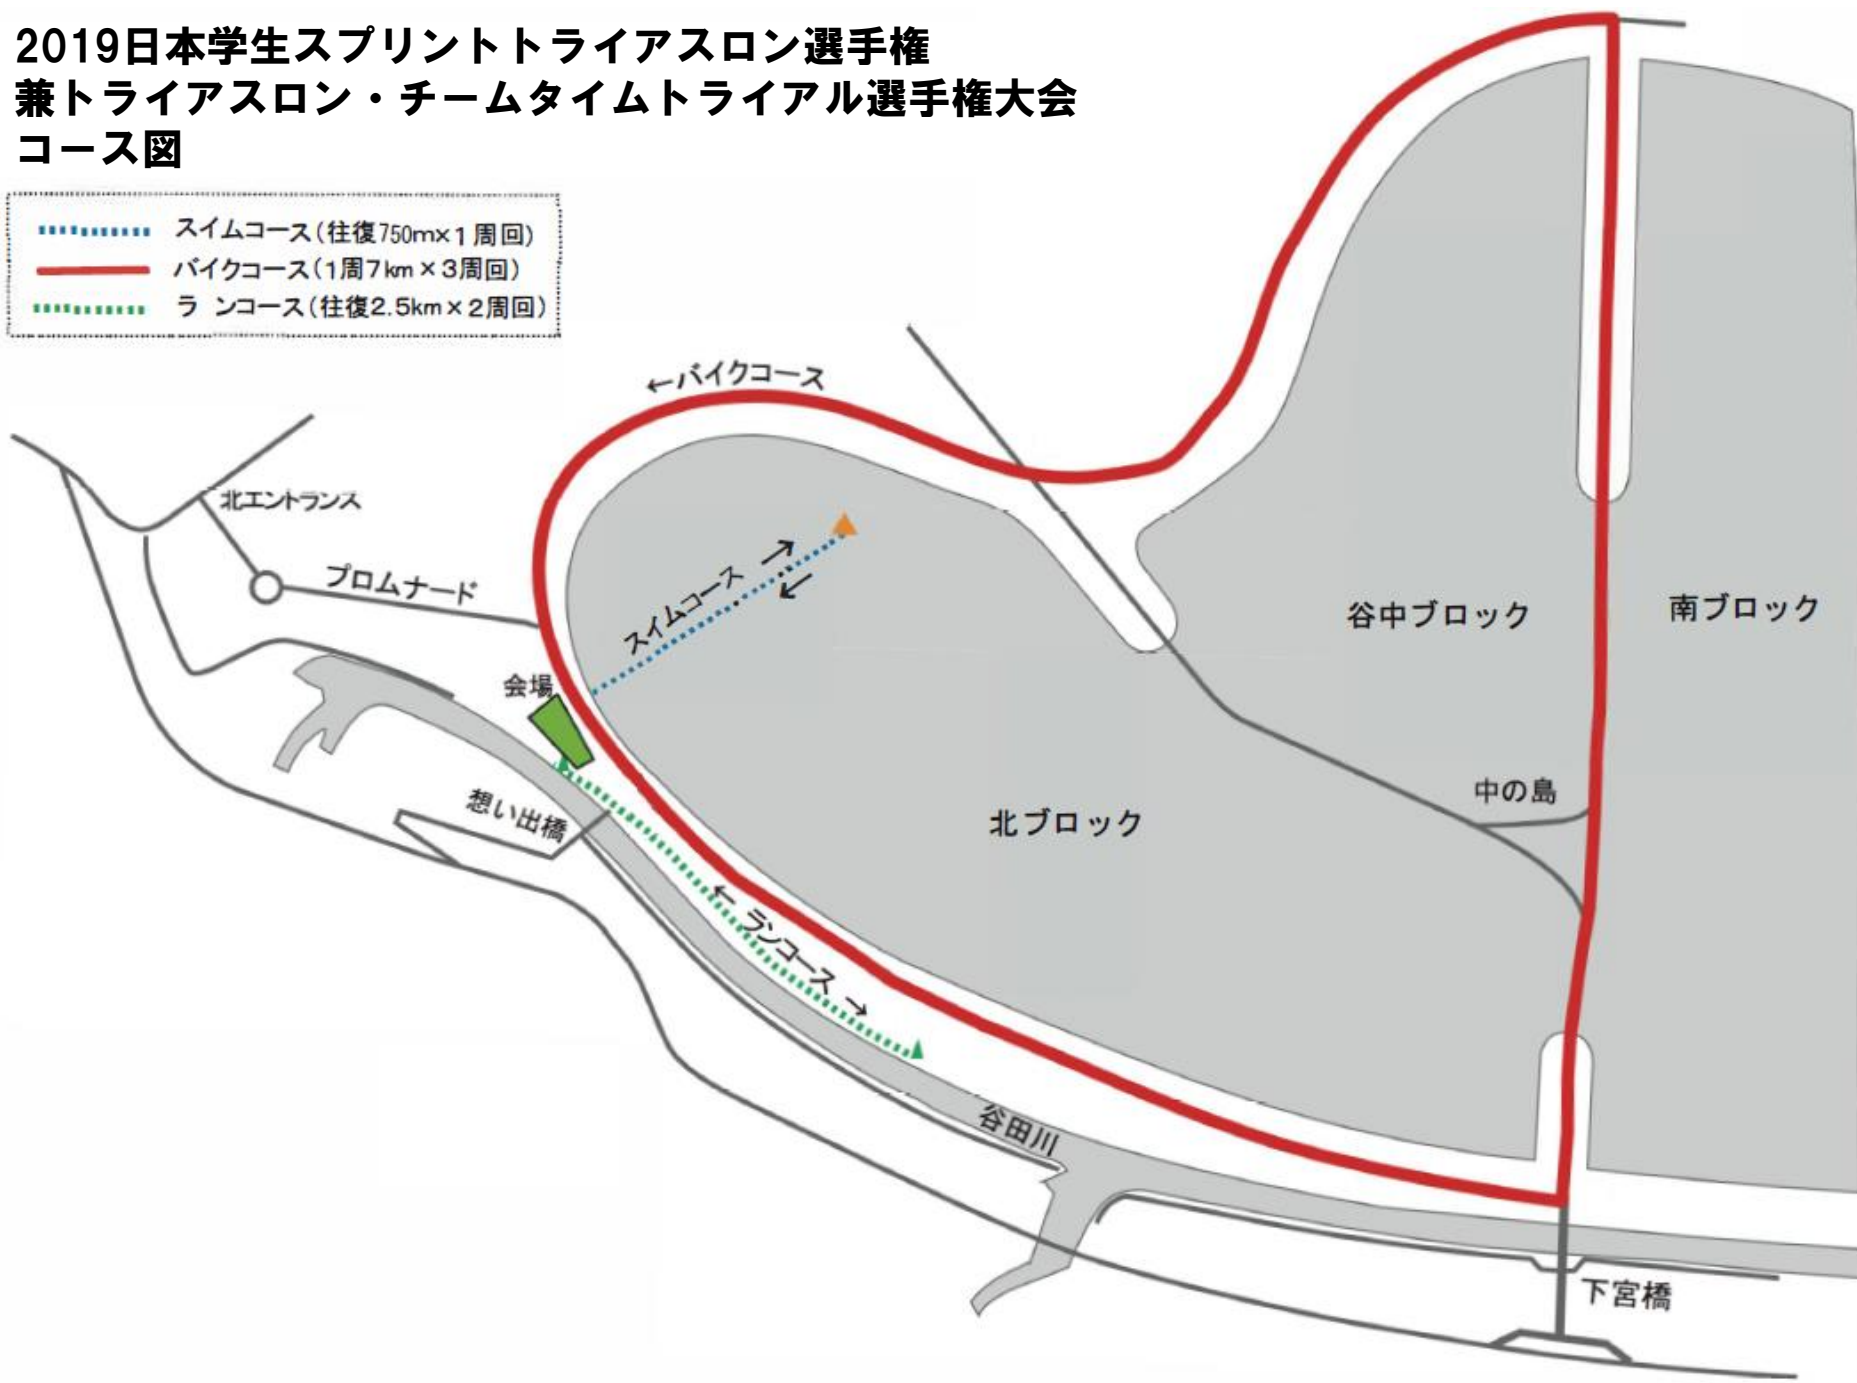 2019日本学生スプリントトライアスロン選手権
兼トライアスロン・チームタイムトライアル選手権大会
コース図
スイムコース(往復750m×1周回)
バイクコース(1周7km×3周回)
ランコース(往復2.5km×2周回)
←バイクコース
北エントランス
プロムナード
スイムコース
→
←
谷中ブロック
南ブロック
会場
中の島
想い出橋
北ブロック
← ランコース →
谷田川
下宮橋